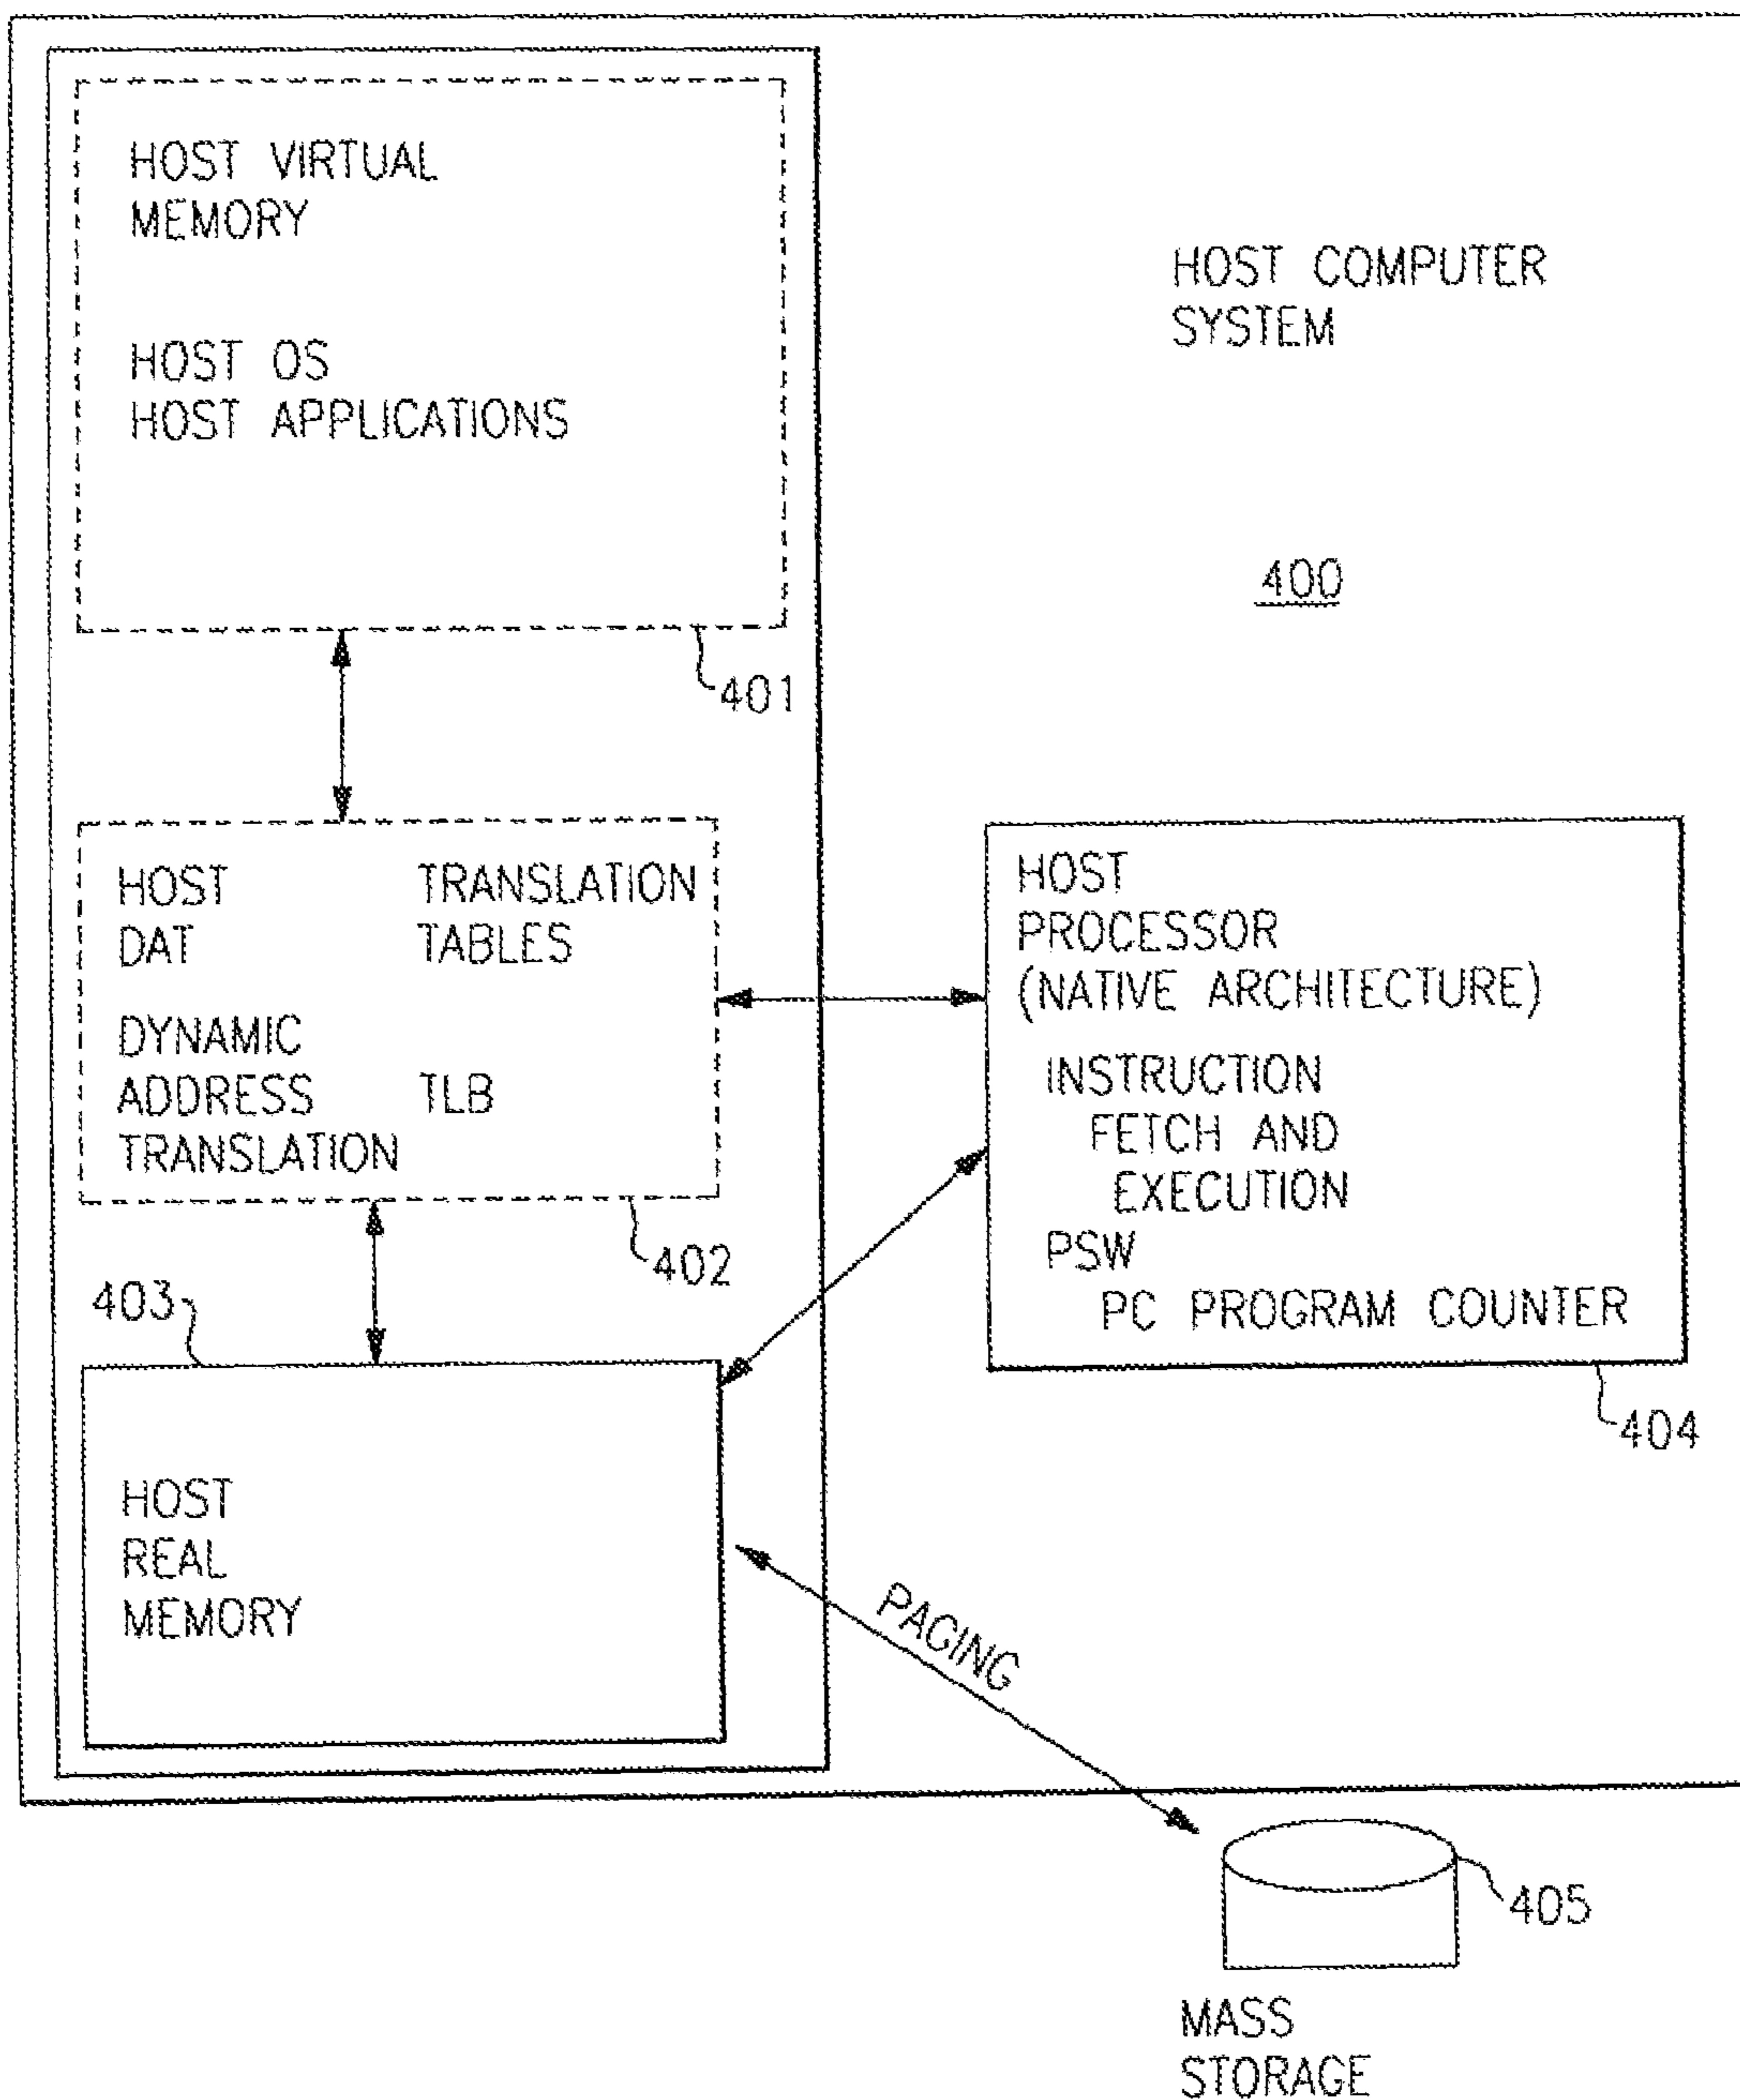 HOST VIRTUAL
MEMORY
HOST OS
HOST APPLICATIONS
401
HOST COMPUTER
SYSTEM
400
HOST
DAT
TRANSLATION
TABLES
DYNAMIC
ADDRESS
TRANSLATION
TLB
402
HOST
PROCESSOR
(NATIVE ARCHITECTURE)
INSTRUCTION
FETCH AND
EXECUTION
PSW
PC PROGRAM COUNTER
404
403
HOST
REAL
MEMORY
PAGING
405
MASS
STORAGE